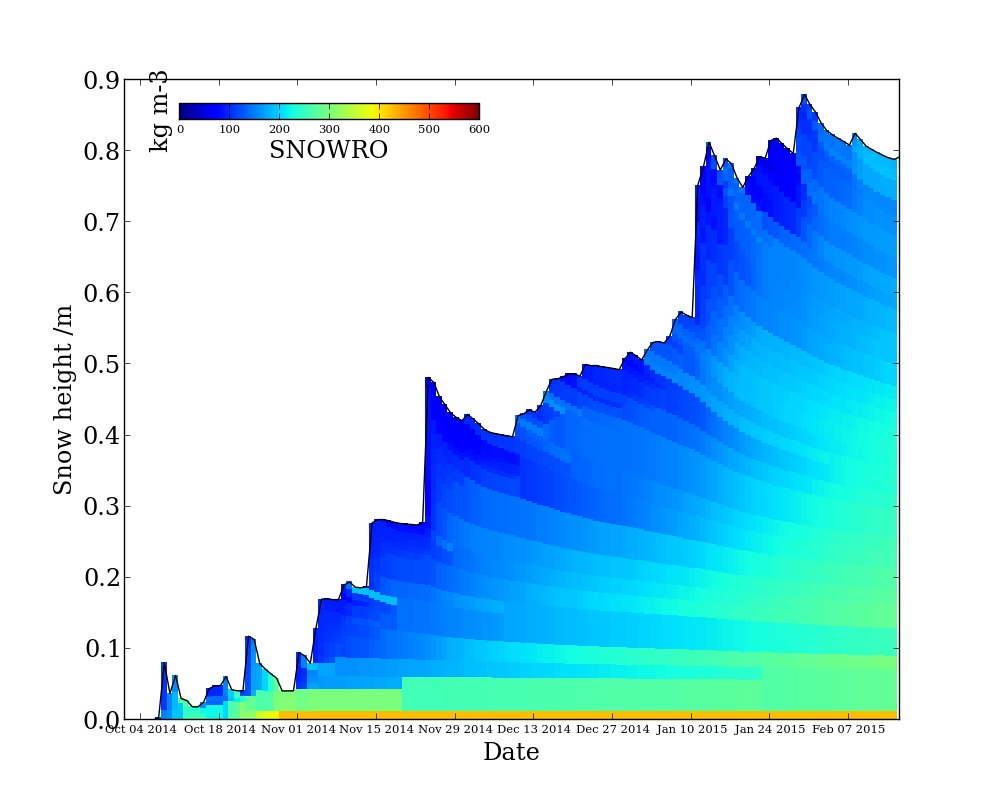 0.9
0.8
0.7
0.6
0.5
0.4
0.3
0.2
0.1
0.0
Snow height /m
kg m-3
0 100 200 300 400 500 600
SNOWRO
Oct 04 2014 Oct 18 2014 Nov 01 2014 Nov 15 2014 Nov 29 2014 Dec 13 2014 Dec 27 2014 Jan 10 2015 Jan 24 2015 Feb 07 2015
Date